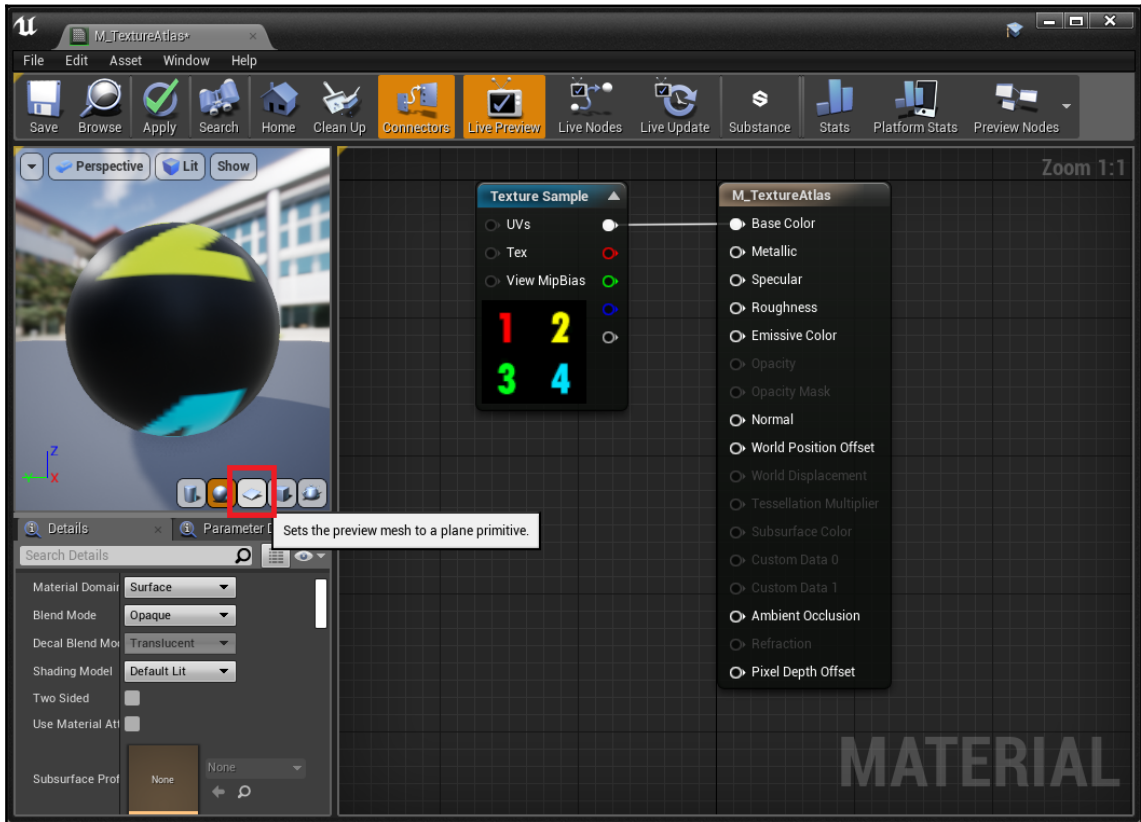 M_TextureAtlas*
File Edit Asset Window Help
Save Browse Apply Search Home Clean Up Connectors Live Preview Live Nodes Live Update Substance Stats Platform Stats Preview Nodes
Perspective Lit Show
Zoom 1:1
Texture Sample
UVs
Tex
View MipBias
1 2
3 4
M_TextureAtlas
Base Color
Metallic
Specular
Roughness
Emissive Color
Opacity
Opacity Mask
Normal
World Position Offset
World Displacement
Tessellation Multiplier
Subsurface Color
Custom Data 0
Custom Data 1
Ambient Occlusion
Refraction
Pixel Depth Offset
Z
Y X
Details Parameter D
Sets the preview mesh to a plane primitive.
Search Details
Material Domain Surface
Blend Mode Opaque
Decal Blend Mo Translucent
Shading Model Default Lit
Two Sided
Use Material Att
Subsurface Prof None None
MATERIAL